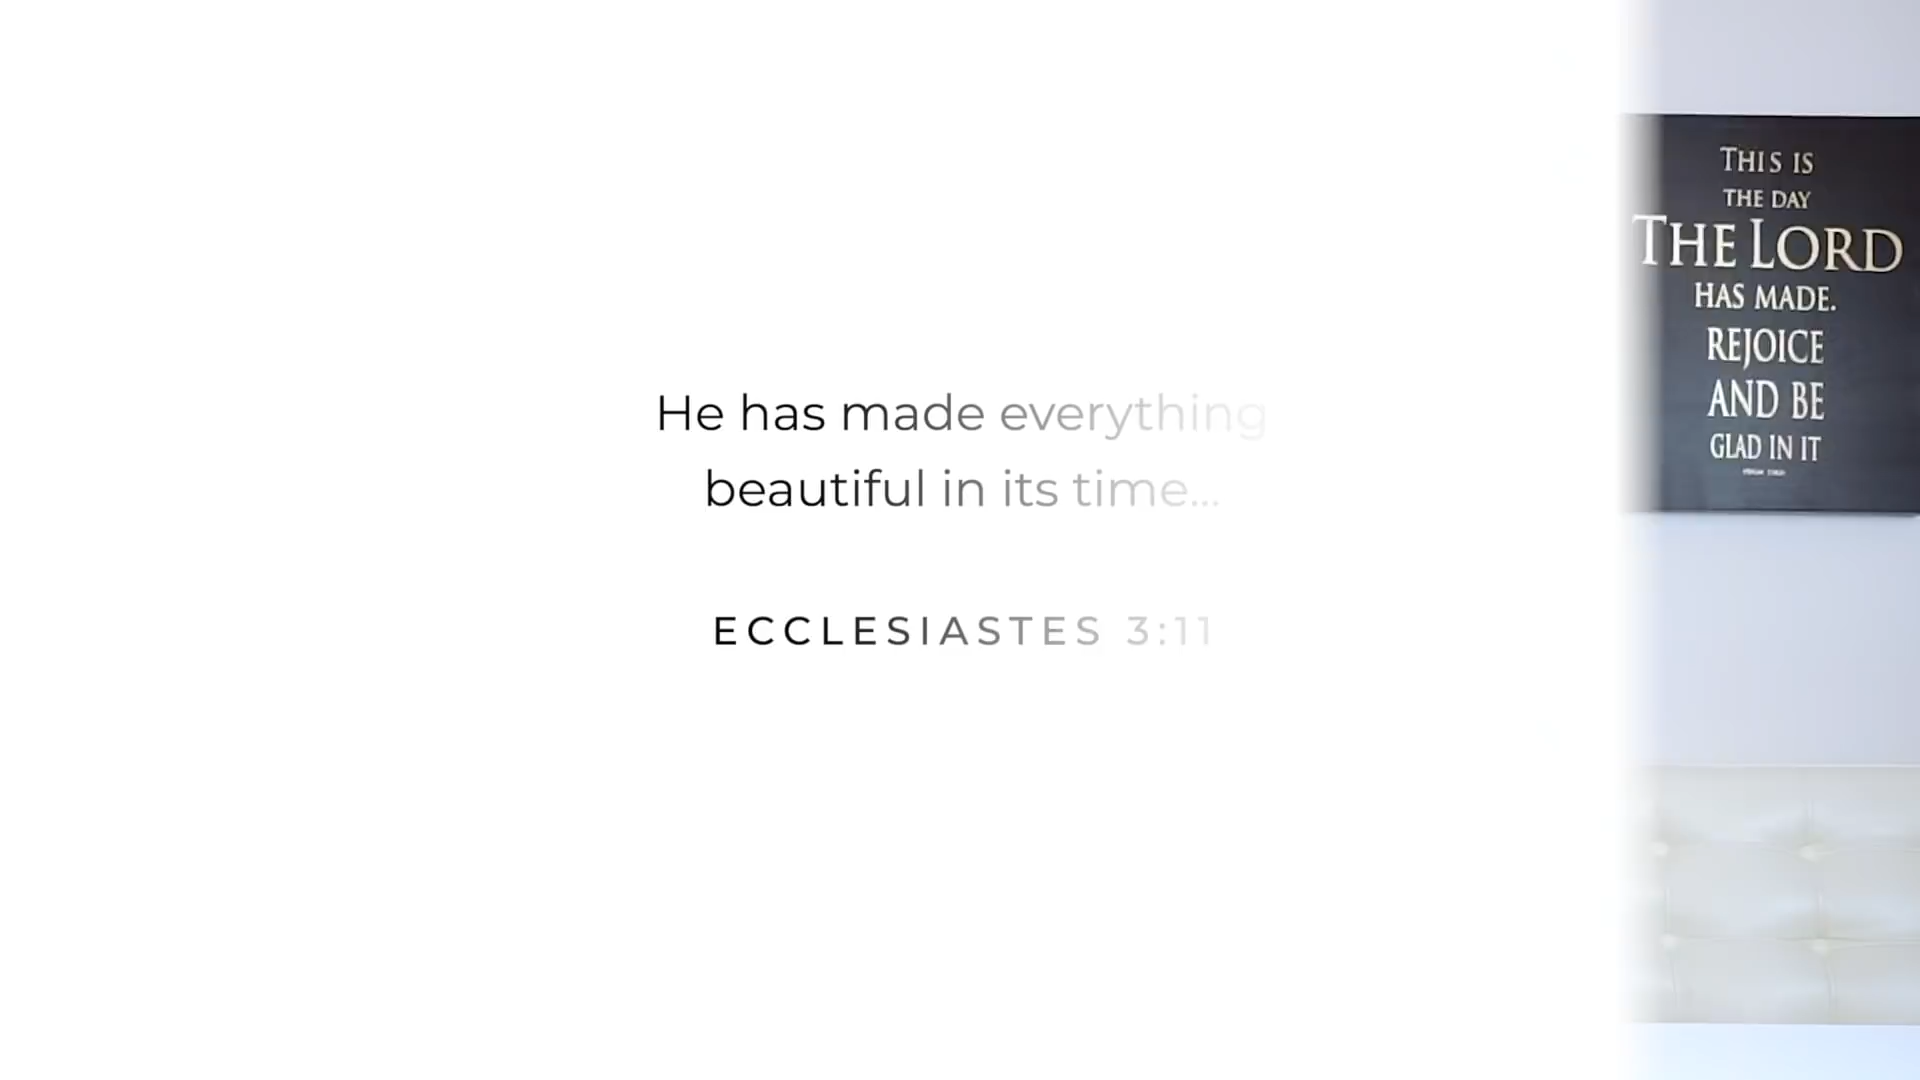 He has made everything
beautiful in its time...
ECCLESIASTES 3:11
THIS IS
THE DAY
THE LORD
HAS MADE.
REJOICE
AND BE
GLAD IN IT